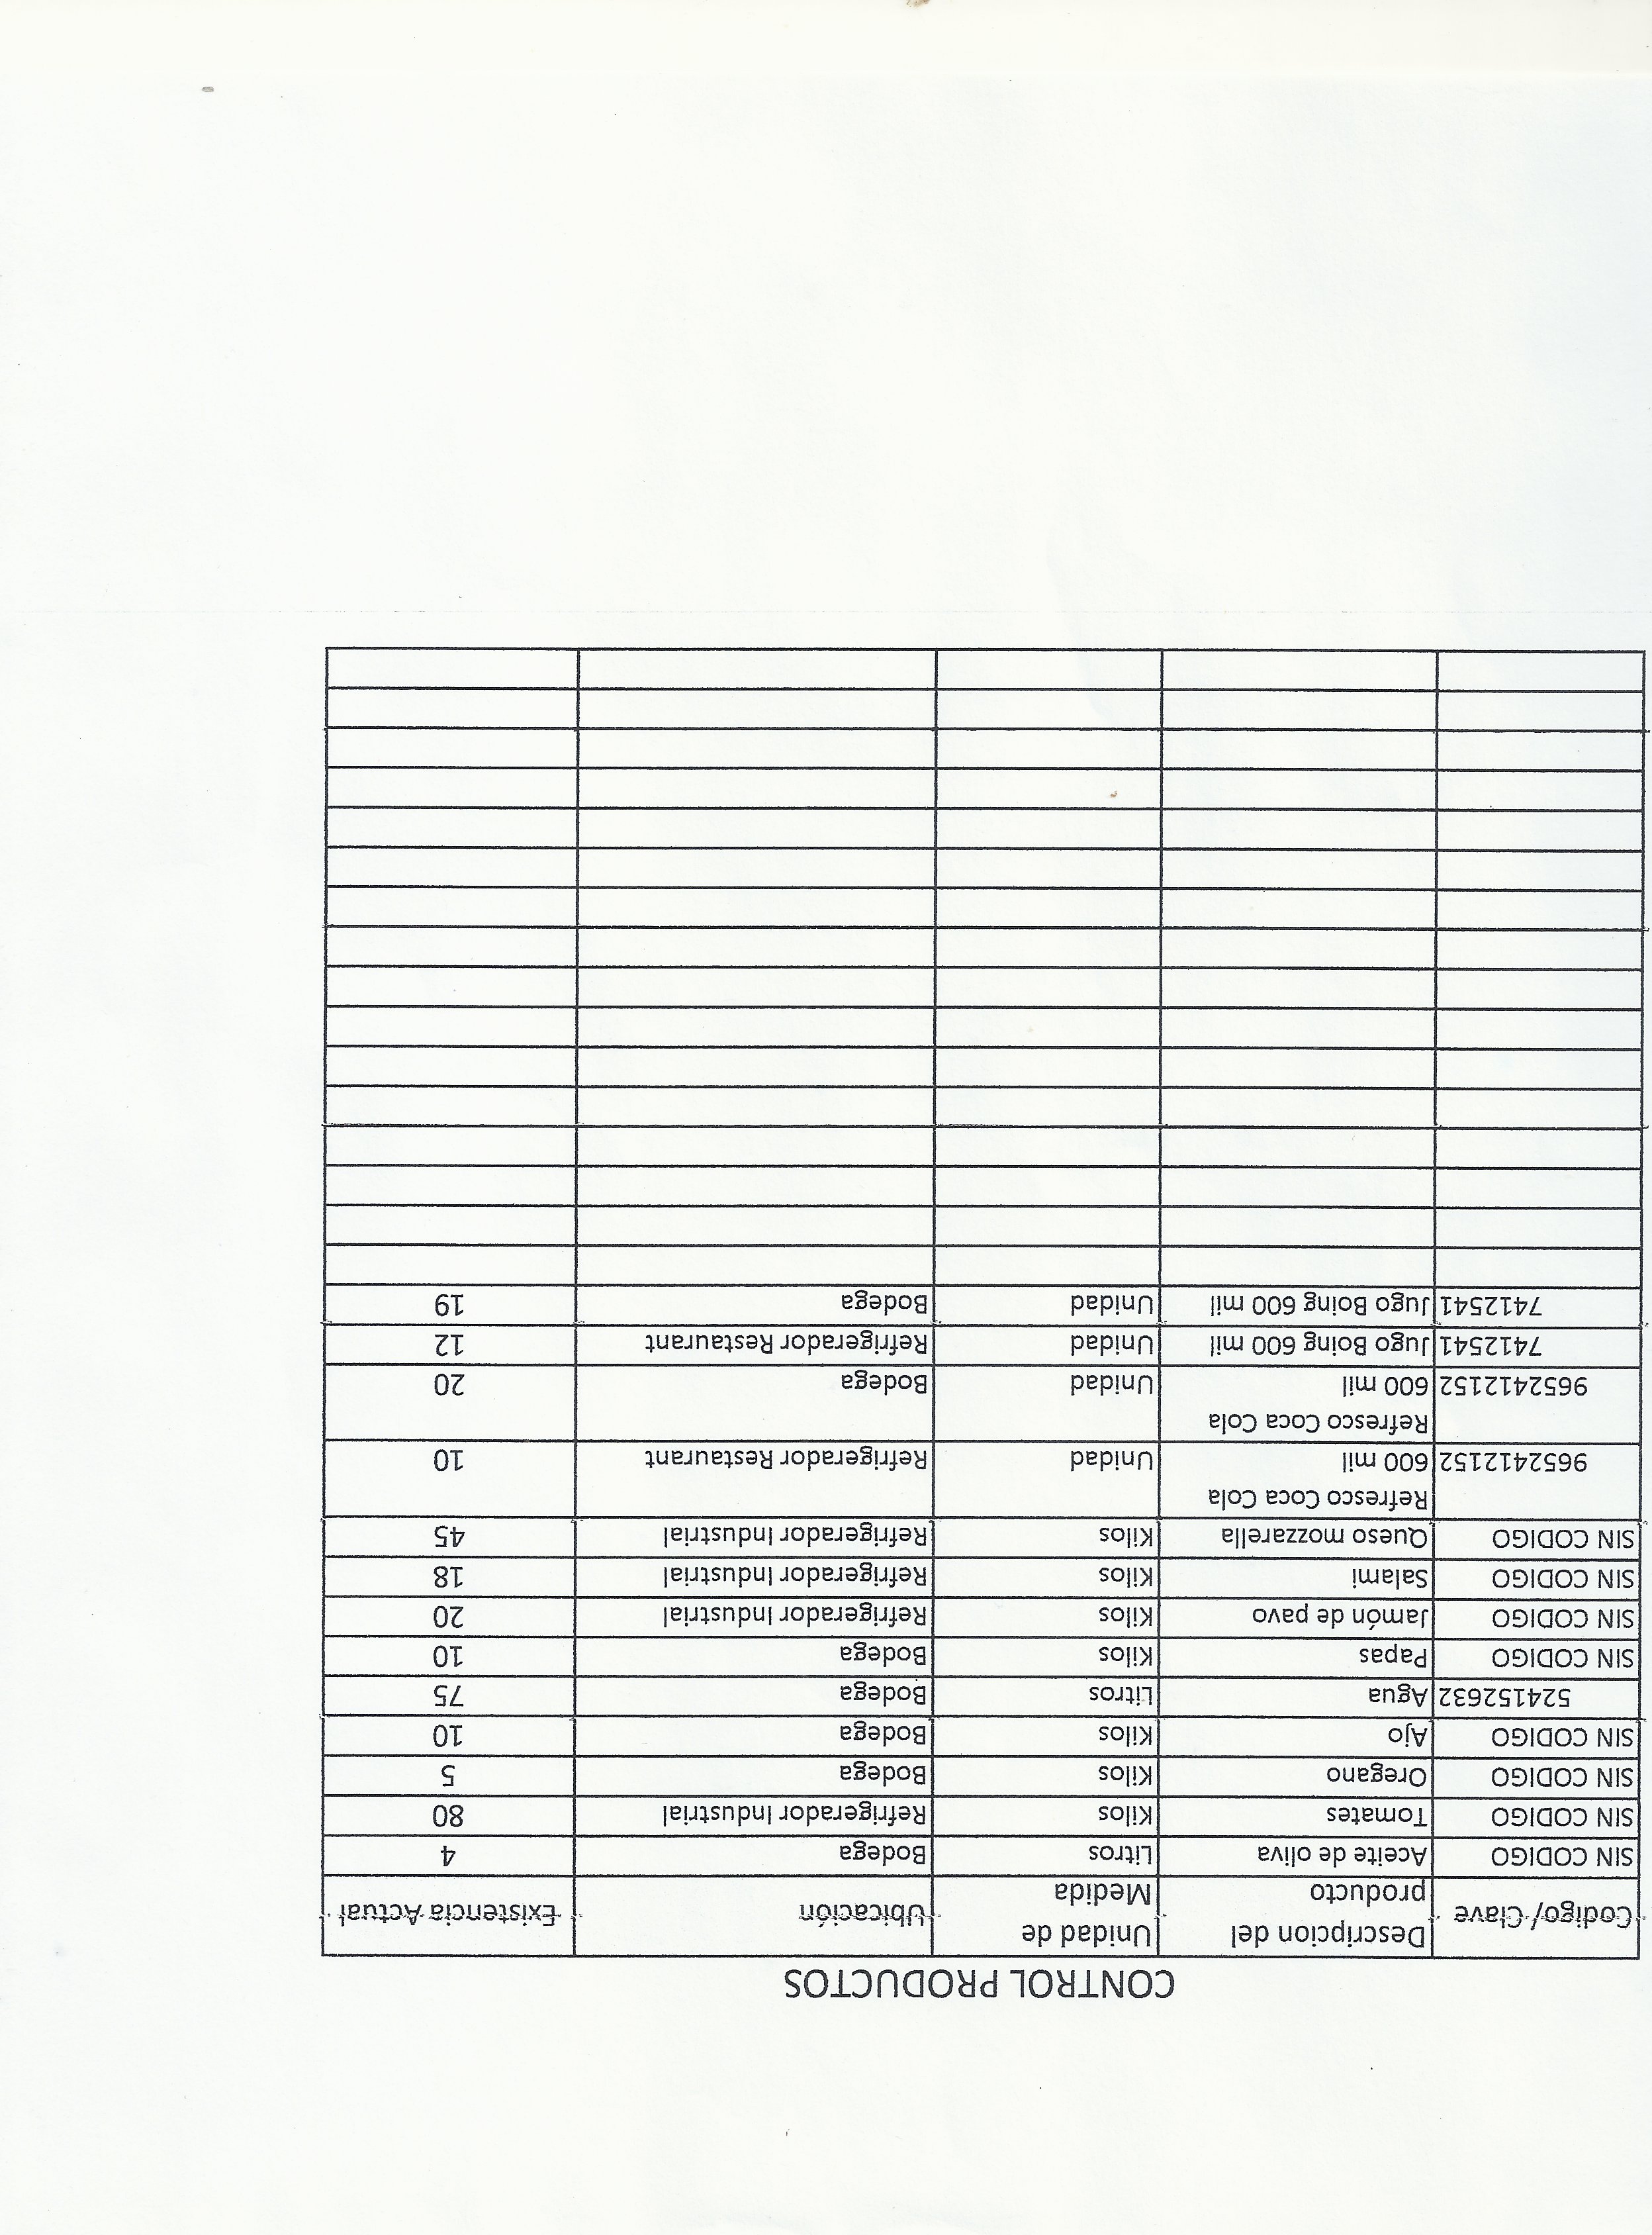 CONTROL PRODUCTOS
Codigo/ Clave Descripcion del producto Unidad de Medida Ubicación Existencia Actual
SIN CODIGO Aceite de oliva Litros Bodega 4
SIN CODIGO Tomates Kilos Refrigerador Industrial 80
SIN CODIGO Oregano Kilos Bodega 5
SIN CODIGO Ajo Kilos Bodega 10
524152632 Agua Litros Bodega 75
SIN CODIGO Papas Kilos Bodega 10
SIN CODIGO Jamón de pavo Kilos Refrigerador Industrial 20
SIN CODIGO Salami Kilos Refrigerador Industrial 18
SIN CODIGO Queso mozzarella Kilos Refrigerador Industrial 45
9652412152 Refresco Coca Cola 600 mil Unidad Refrigerador Restaurant 10
9652412152 Refresco Coca Cola 600 mil Unidad Bodega 20
7412541 Jugo Boing 600 mil Unidad Refrigerador Restaurant 12
7412541 Jugo Boing 600 mil Unidad Bodega 19